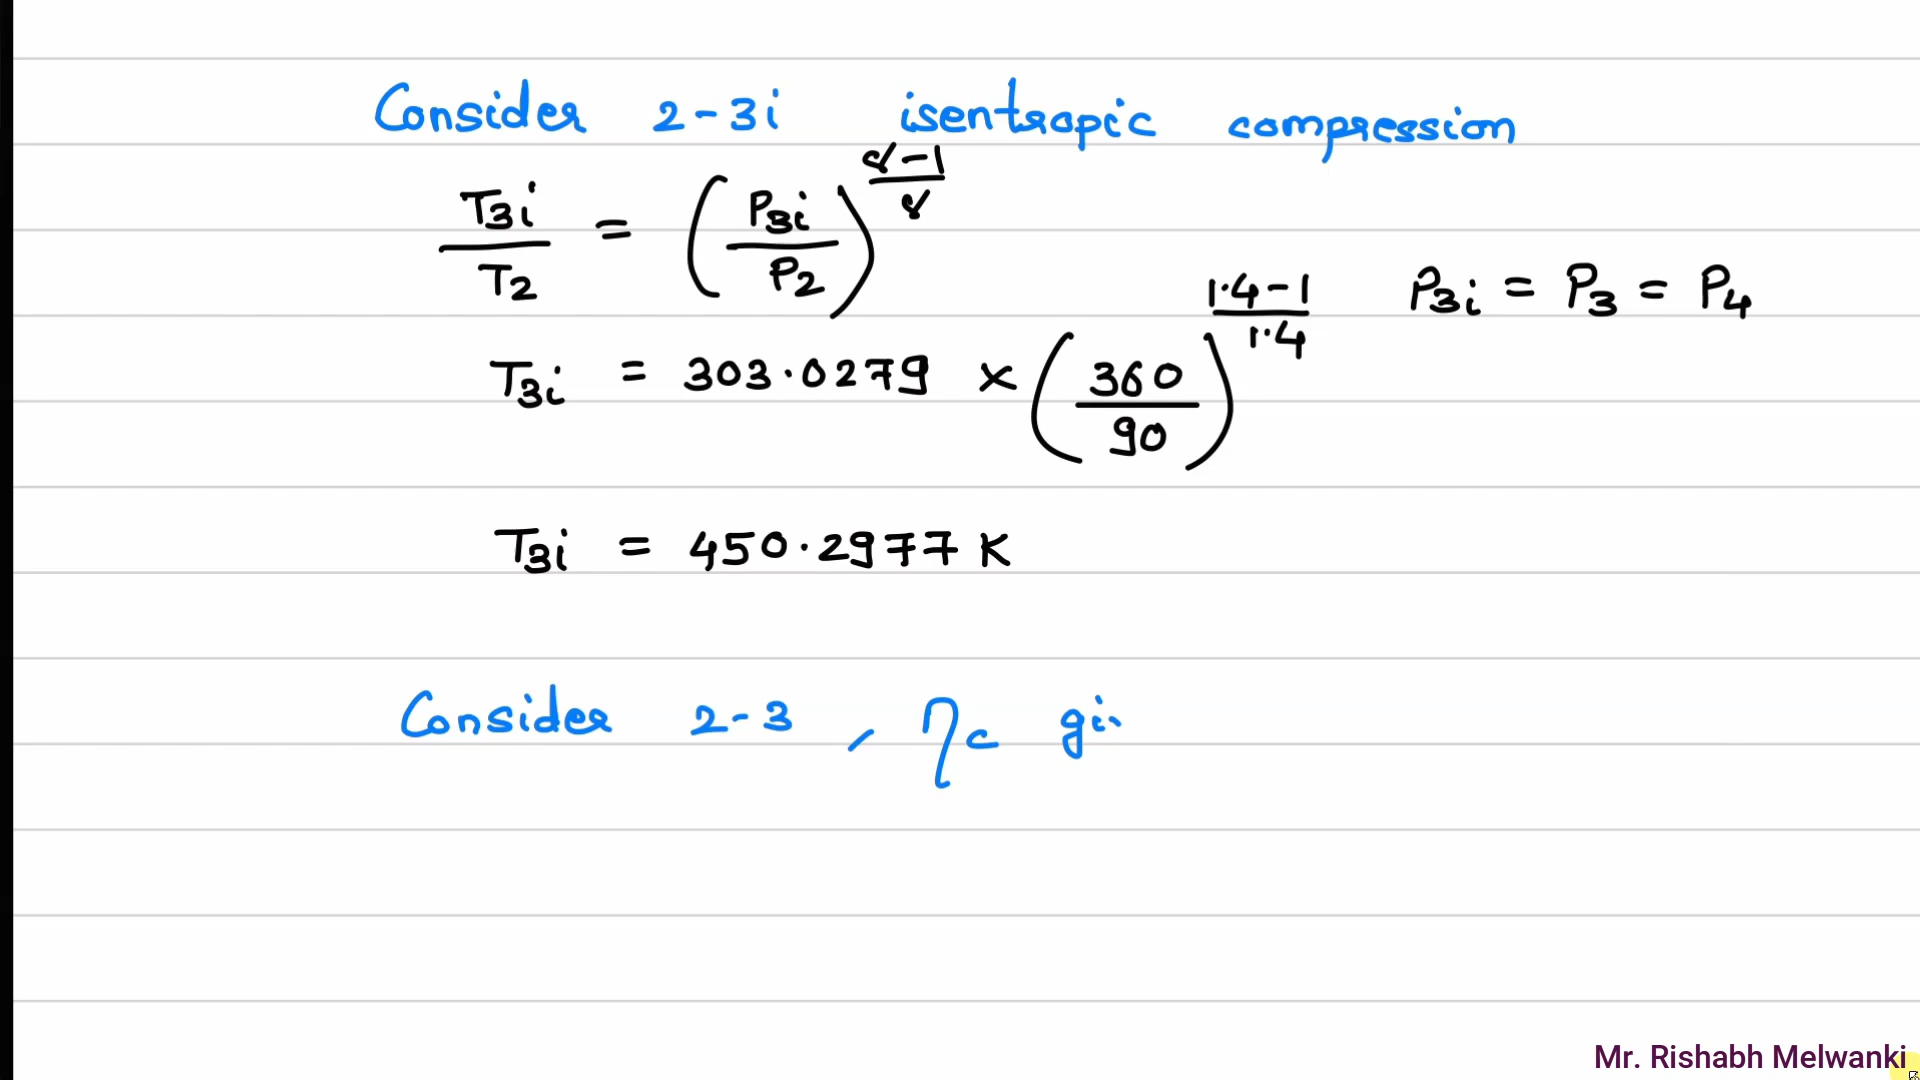 Consider 2-3i isentropic compression
T3i/T2 = (P3i/P2)^(γ-1)/γ
P3i = P3 = P4
T3i = 303.0279 × (360/90)^(1.4-1)/1.4
T3i = 450.2977 K
Consider 2-3, ηc gi
Mr. Rishabh Melwanki